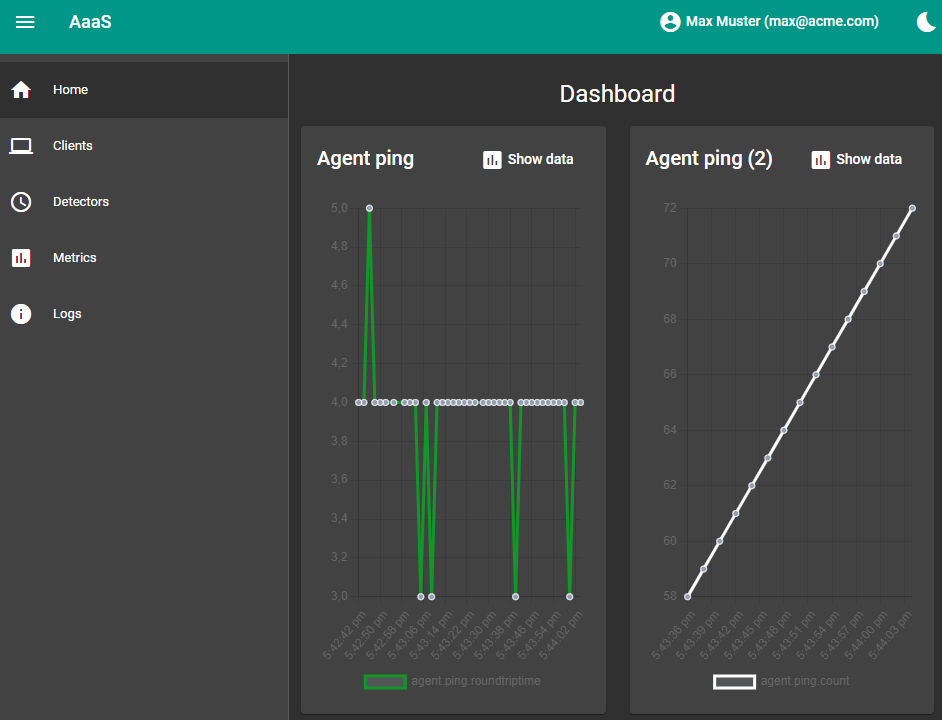 AaaS
Max Muster (max@acme.com)
Home
Clients
Detectors
Metrics
Logs
Dashboard
Agent ping
Show data
5,0
4,8
4,6
4,4
4,2
4,0
3,8
3,6
3,4
3,2
3,0
5:42:42 pm
5:42:50 pm
5:42:58 pm
5:43:06 pm
5:43:14 pm
5:43:22 pm
5:43:30 pm
5:43:38 pm
5:43:46 pm
5:43:54 pm
5:44:02 pm
agent.ping.roundtriptime
Agent ping (2)
Show data
72
70
68
66
64
62
60
58
5:43:36 pm
5:43:39 pm
5:43:42 pm
5:43:45 pm
5:43:48 pm
5:43:51 pm
5:43:54 pm
5:43:57 pm
5:44:00 pm
5:44:03 pm
agent.ping.count